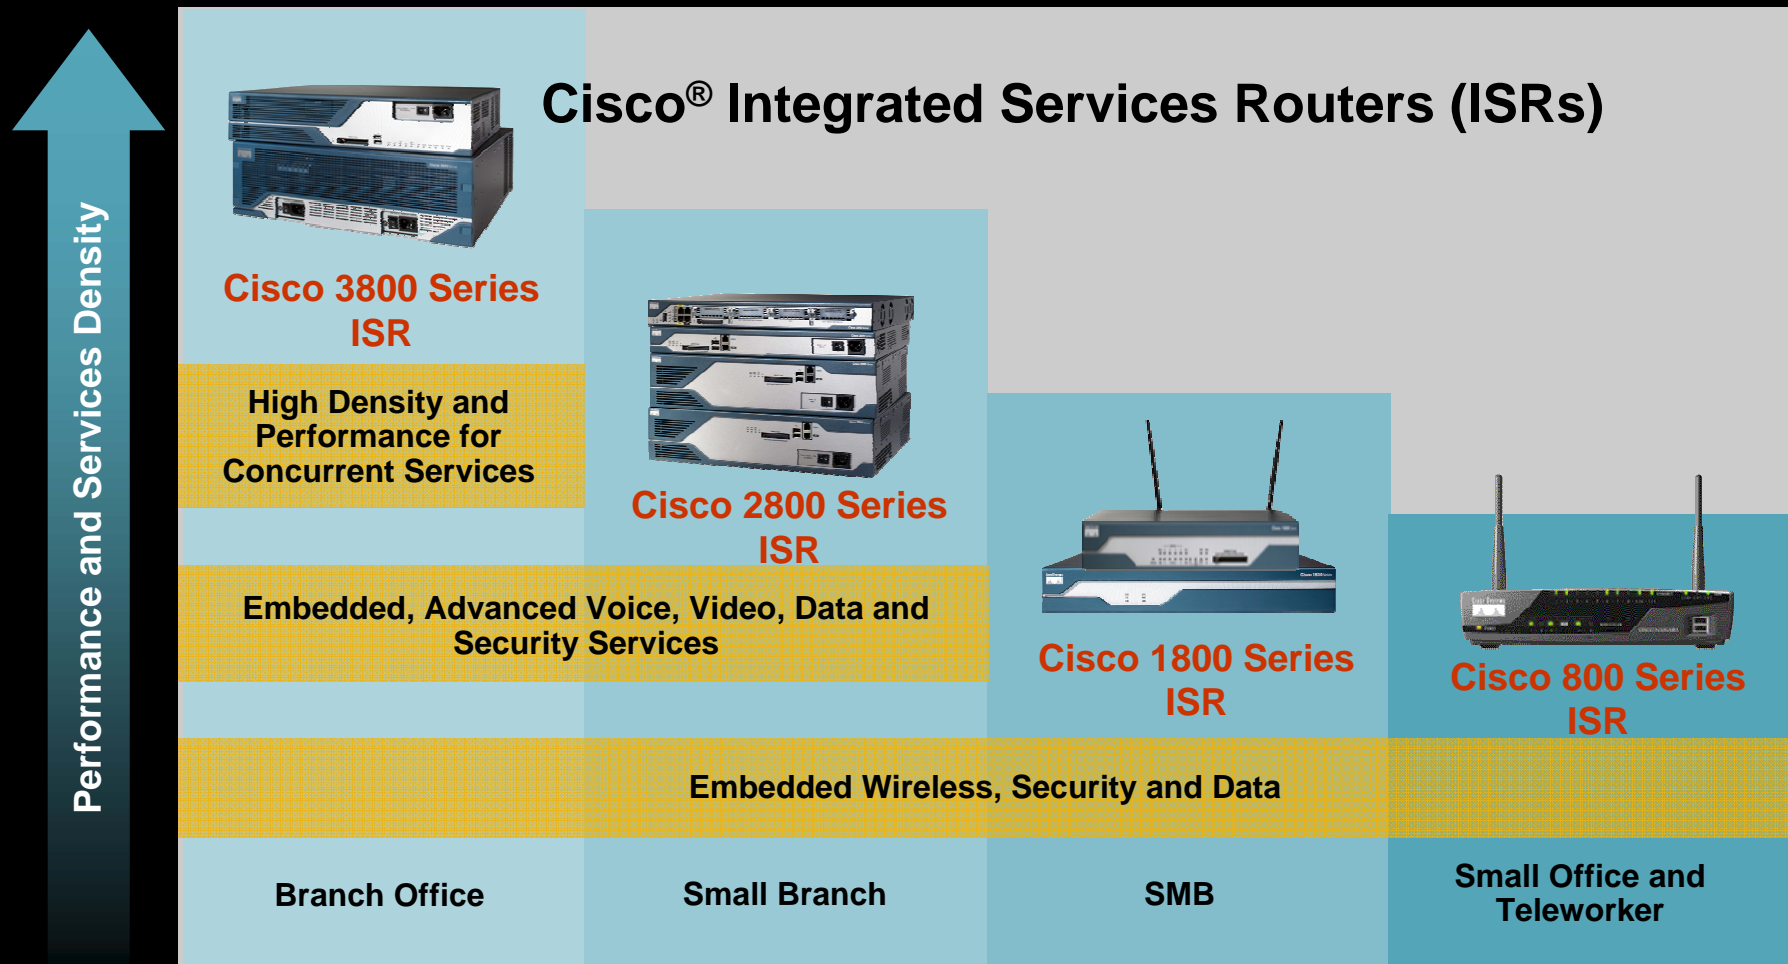 Cisco® Integrated Services Routers (ISRs)
Performance and Services Density
Cisco 3800 Series
ISR
High Density and
Performance for
Concurrent Services
Cisco 2800 Series
ISR
Embedded, Advanced Voice, Video, Data and
Security Services
Cisco 1800 Series
ISR
Cisco 800 Series
ISR
Embedded Wireless, Security and Data
Branch Office
Small Branch
SMB
Small Office and
Teleworker